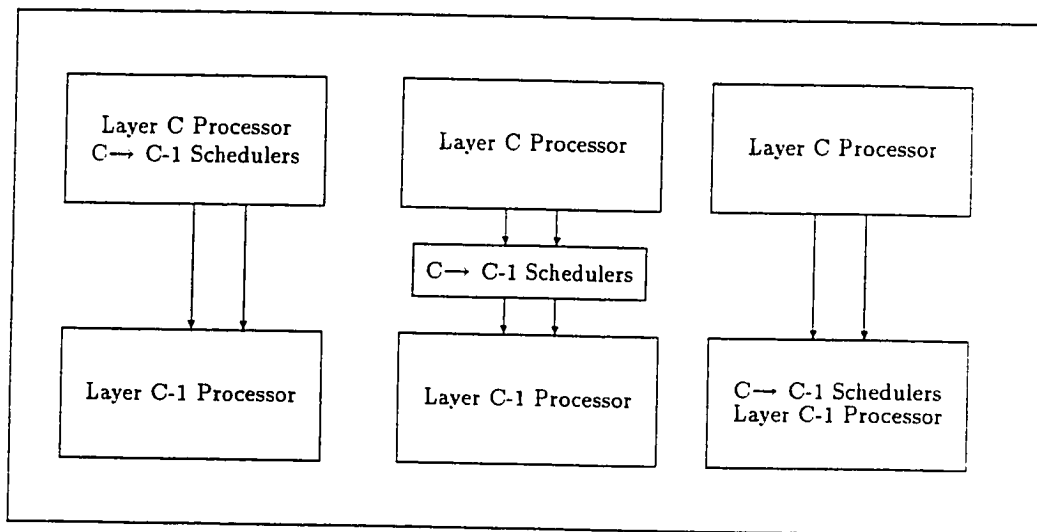 Layer C Processor
C→ C-1 Schedulers
Layer C-1 Processor
Layer C Processor
C→ C-1 Schedulers
Layer C-1 Processor
Layer C Processor
C→ C-1 Schedulers
Layer C-1 Processor